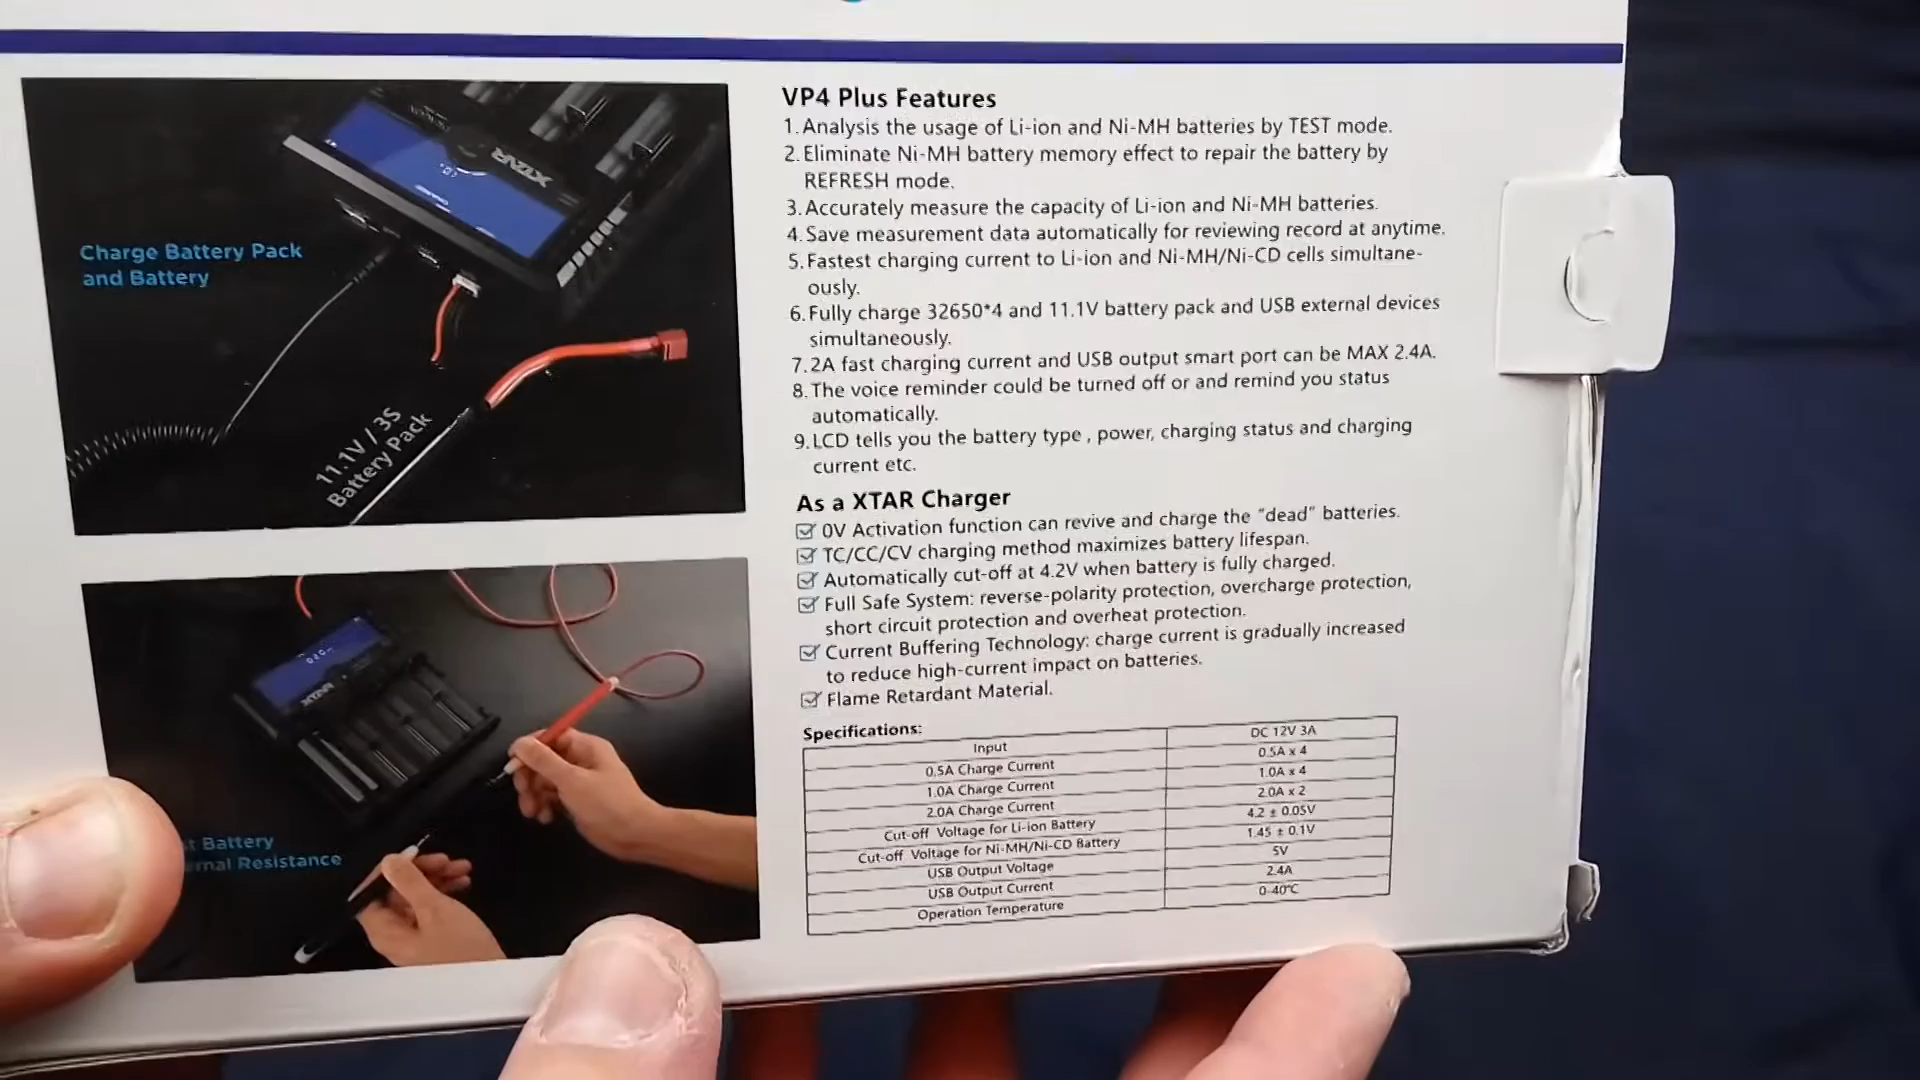 Charge Battery Pack
and Battery
11.1V / 3S
Battery Pack
XTAR
VP4 Plus Features
1. Analysis the usage of Li-ion and Ni-MH batteries by TEST mode.
2. Eliminate Ni-MH battery memory effect to repair the battery by
REFRESH mode.
3. Accurately measure the capacity of Li-ion and Ni-MH batteries.
4. Save measurement data automatically for reviewing record at anytime.
5. Fastest charging current to Li-ion and Ni-MH/Ni-CD cells simultane-
ously.
6. Fully charge 32650*4 and 11.1V battery pack and USB external devices
simultaneously.
7. 2A fast charging current and USB output smart port can be MAX 2.4A.
8. The voice reminder could be turned off or and remind you status
automatically.
9. LCD tells you the battery type , power, charging status and charging
current etc.
As a XTAR Charger
0V Activation function can revive and charge the "dead" batteries.
TC/CC/CV charging method maximizes battery lifespan.
Automatically cut-off at 4.2V when battery is fully charged.
Full Safe System: reverse-polarity protection, overcharge protection,
short circuit protection and overheat protection.
Current Buffering Technology: charge current is gradually increased
to reduce high-current impact on batteries.
Flame Retardant Material.
XTAR
Battery
Resistance
Specifications:
Input DC 12V 3A
0.5A Charge Current 0.5A x 4
1.0A Charge Current 1.0A x 4
2.0A Charge Current 2.0A x 2
Cut-off Voltage for Li-ion Battery 4.2 ± 0.05V
Cut-off Voltage for Ni-MH/Ni-CD Battery 1.45 ± 0.1V
USB Output Voltage 5V
USB Output Current 2.4A
Operation Temperature 0-40℃